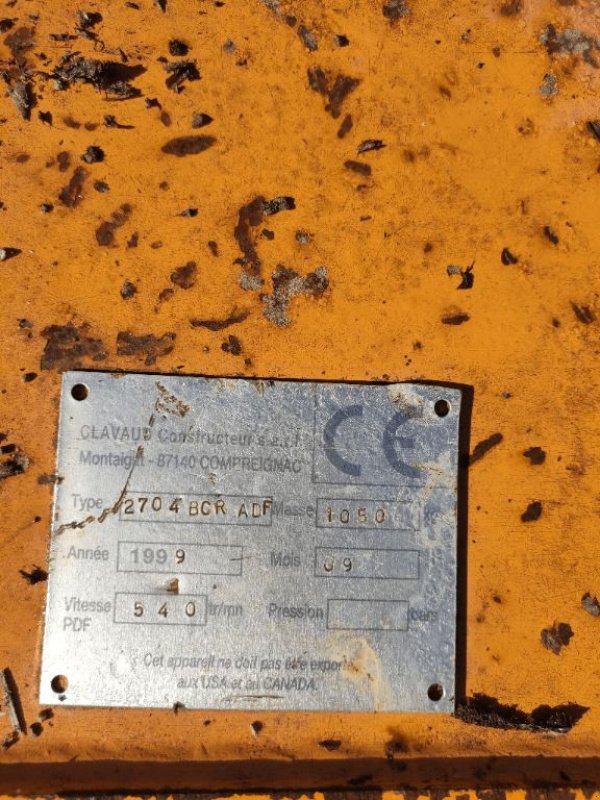 CLAVAUD Constructeur s.a.r.l
Montaigut - 87140 COMPREIGNAC
CE
Type 2704 BCR ADF Masse 1050 kg
Année 1999 Mois 09
Vitesse PDF 540 tr/mn Pression bars
Cet appareil ne doit pas être exporté
aux USA et au CANADA.